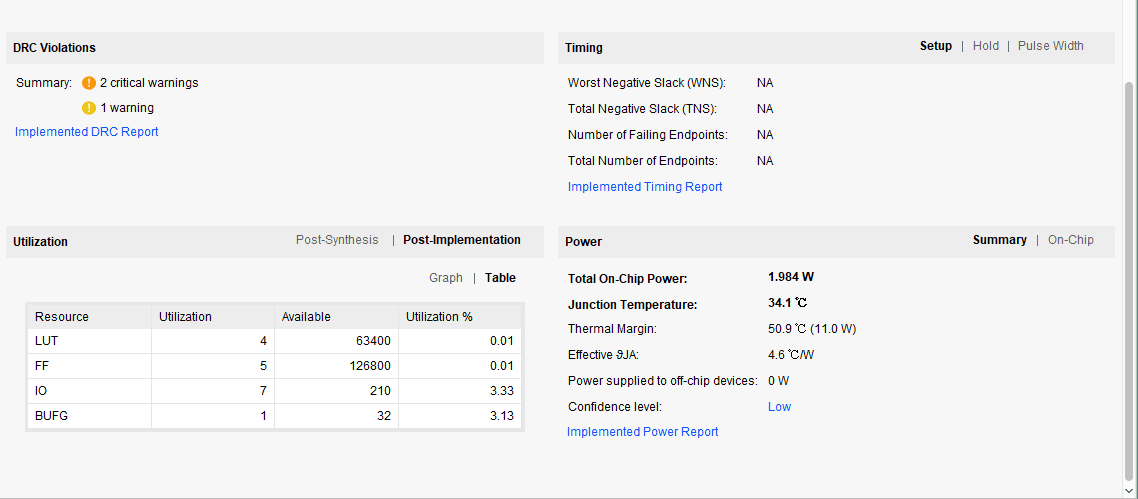 DRC Violations
Summary: 2 critical warnings
1 warning
Implemented DRC Report
Timing Setup | Hold | Pulse Width
Worst Negative Slack (WNS): NA
Total Negative Slack (TNS): NA
Number of Failing Endpoints: NA
Total Number of Endpoints: NA
Implemented Timing Report
Utilization Post-Synthesis | Post-Implementation
Graph | Table
Resource Utilization Available Utilization %
LUT 4 63400 0.01
FF 5 126800 0.01
IO 7 210 3.33
BUFG 1 32 3.13
Power Summary | On-Chip
Total On-Chip Power: 1.984 W
Junction Temperature: 34.1 ℃
Thermal Margin: 50.9 ℃ (11.0 W)
Effective ϑJA: 4.6 ℃/W
Power supplied to off-chip devices: 0 W
Confidence level: Low
Implemented Power Report